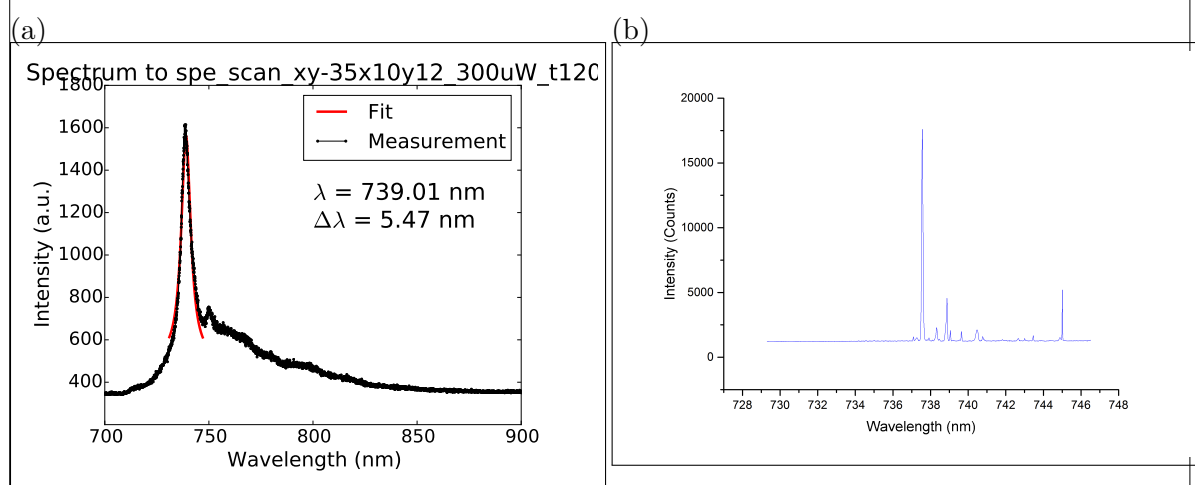 (a)
Spectrum to spe_scan_xy-35x10y12_300uW_t120
1800
1600
1400
1200
1000
800
600
400
Intensity (a.u.)
Fit
Measurement
λ = 739.01 nm
Δλ = 5.47 nm
700 750 800 850 900
Wavelength (nm)
(b)
20000
15000
10000
5000
0
Intensity (Counts)
728 730 732 734 736 738 740 742 744 746 748
Wavelength (nm)